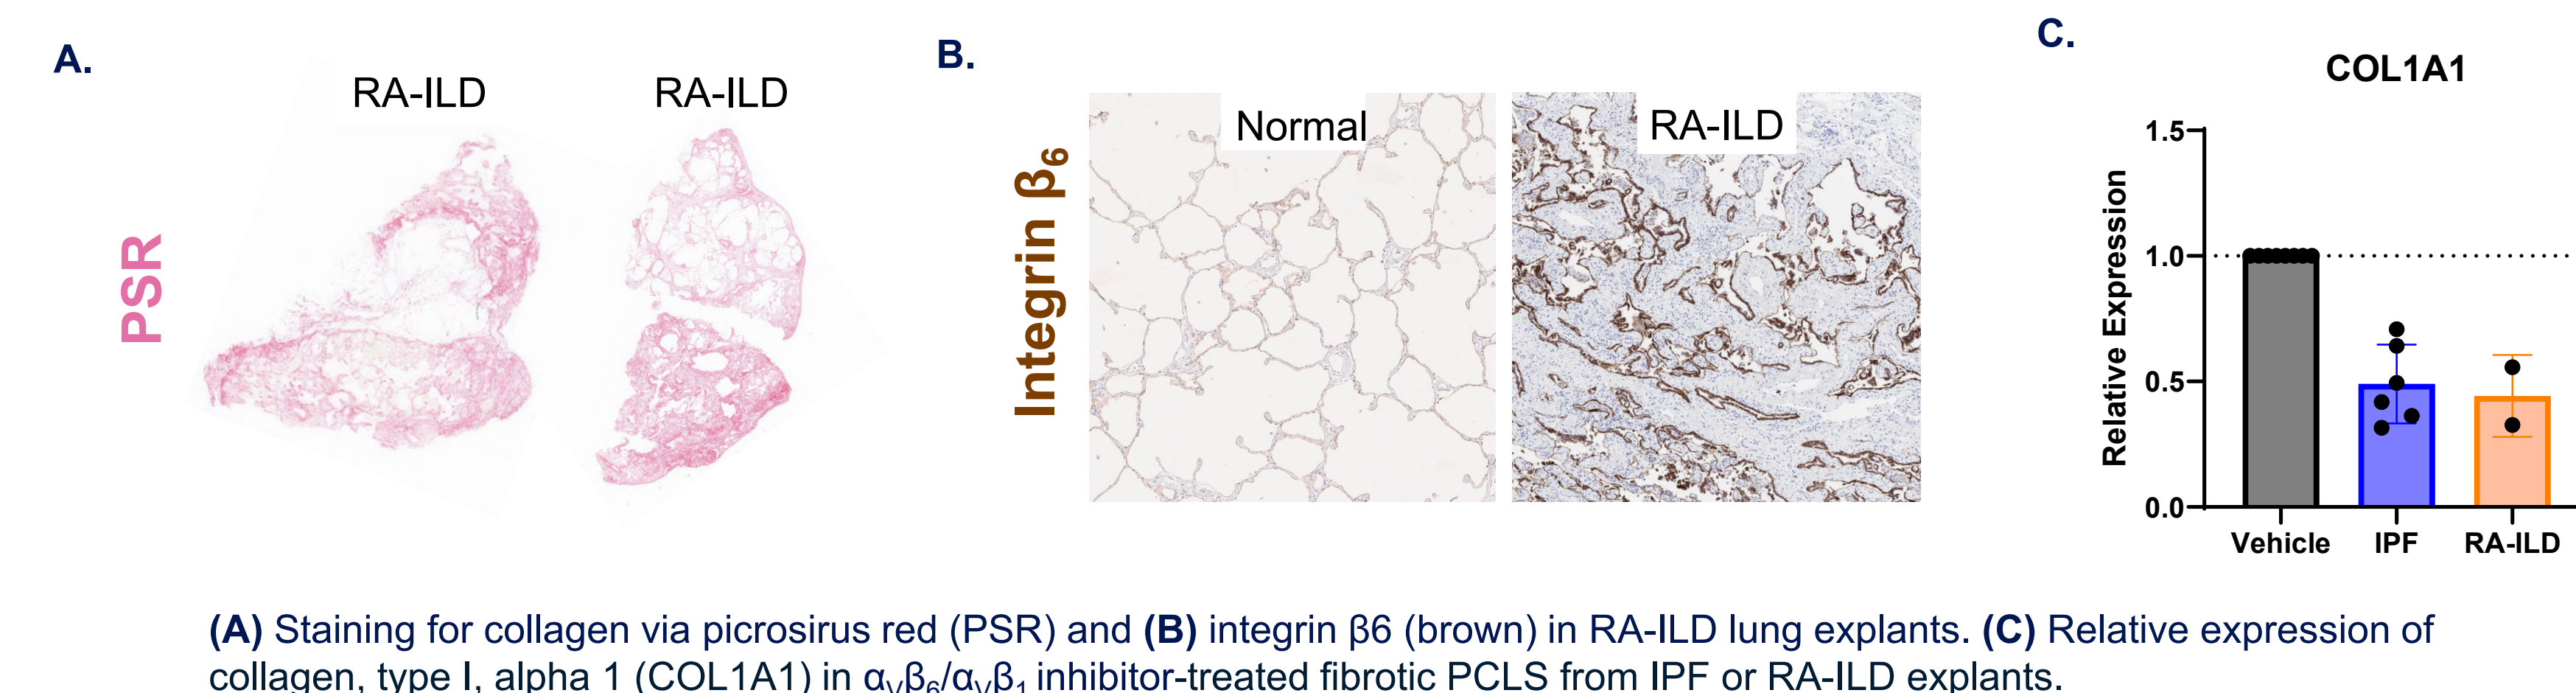 A.
RA-ILD
RA-ILD
PSR
B.
Normal
RA-ILD
Integrin β₆
C.
COL1A1
Relative Expression
1.5
1.0
0.5
0.0
Vehicle
IPF
RA-ILD
(A) Staining for collagen via picrosirus red (PSR) and (B) integrin β6 (brown) in RA-ILD lung explants. (C) Relative expression of
collagen, type I, alpha 1 (COL1A1) in αᵥβ₆/αᵥβ₁ inhibitor-treated fibrotic PCLS from IPF or RA-ILD explants.